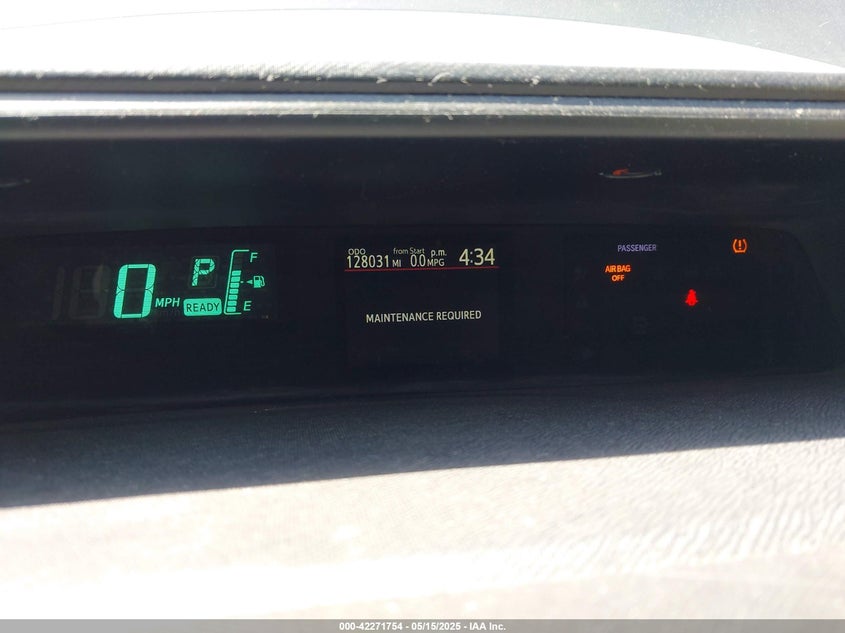 0 MPH
P
READY
F
E
ODO
128031 MI
from Start
0.0 MPG
p.m.
4:34
MAINTENANCE REQUIRED
PASSENGER
AIR BAG
OFF
(!)
000-42271754 - 05/15/2025 - IAA Inc.